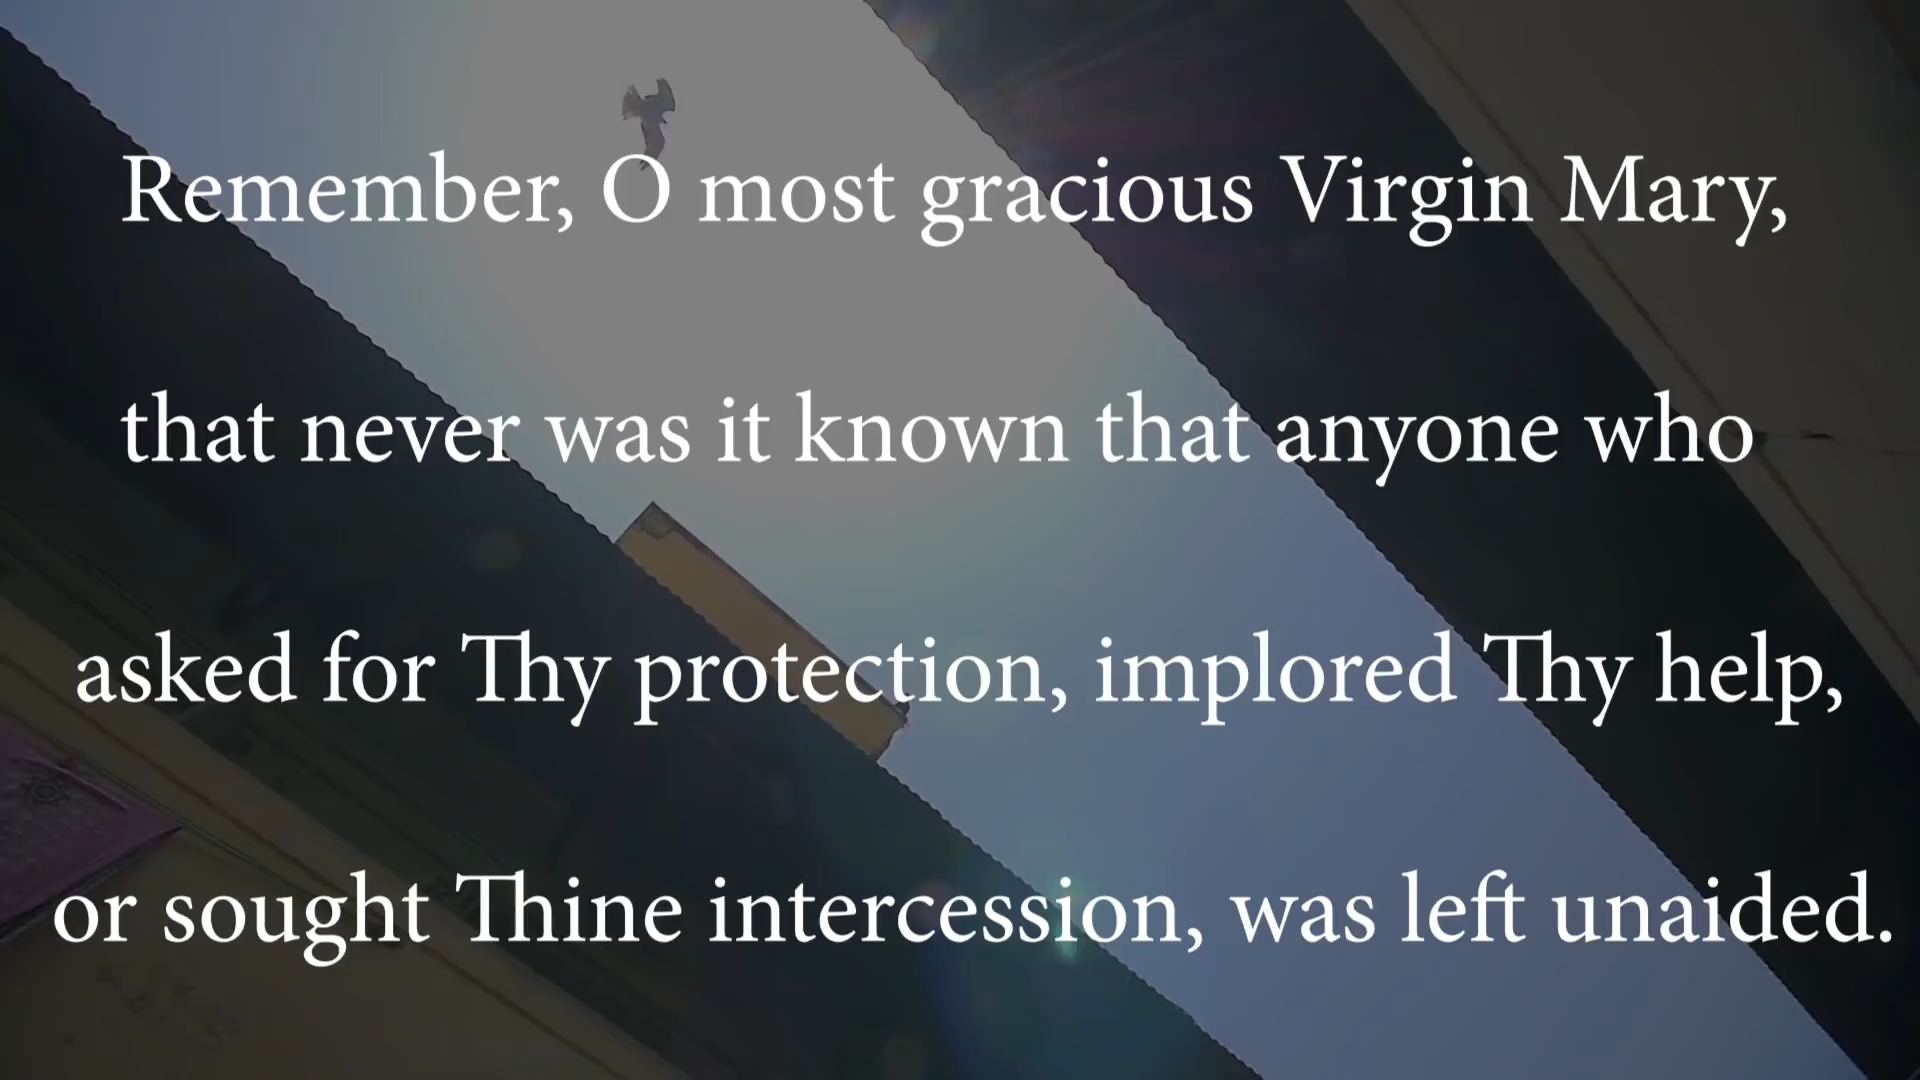 Remember, O most gracious Virgin Mary,
that never was it known that anyone who
asked for Thy protection, implored Thy help,
or sought Thine intercession, was left unaided.